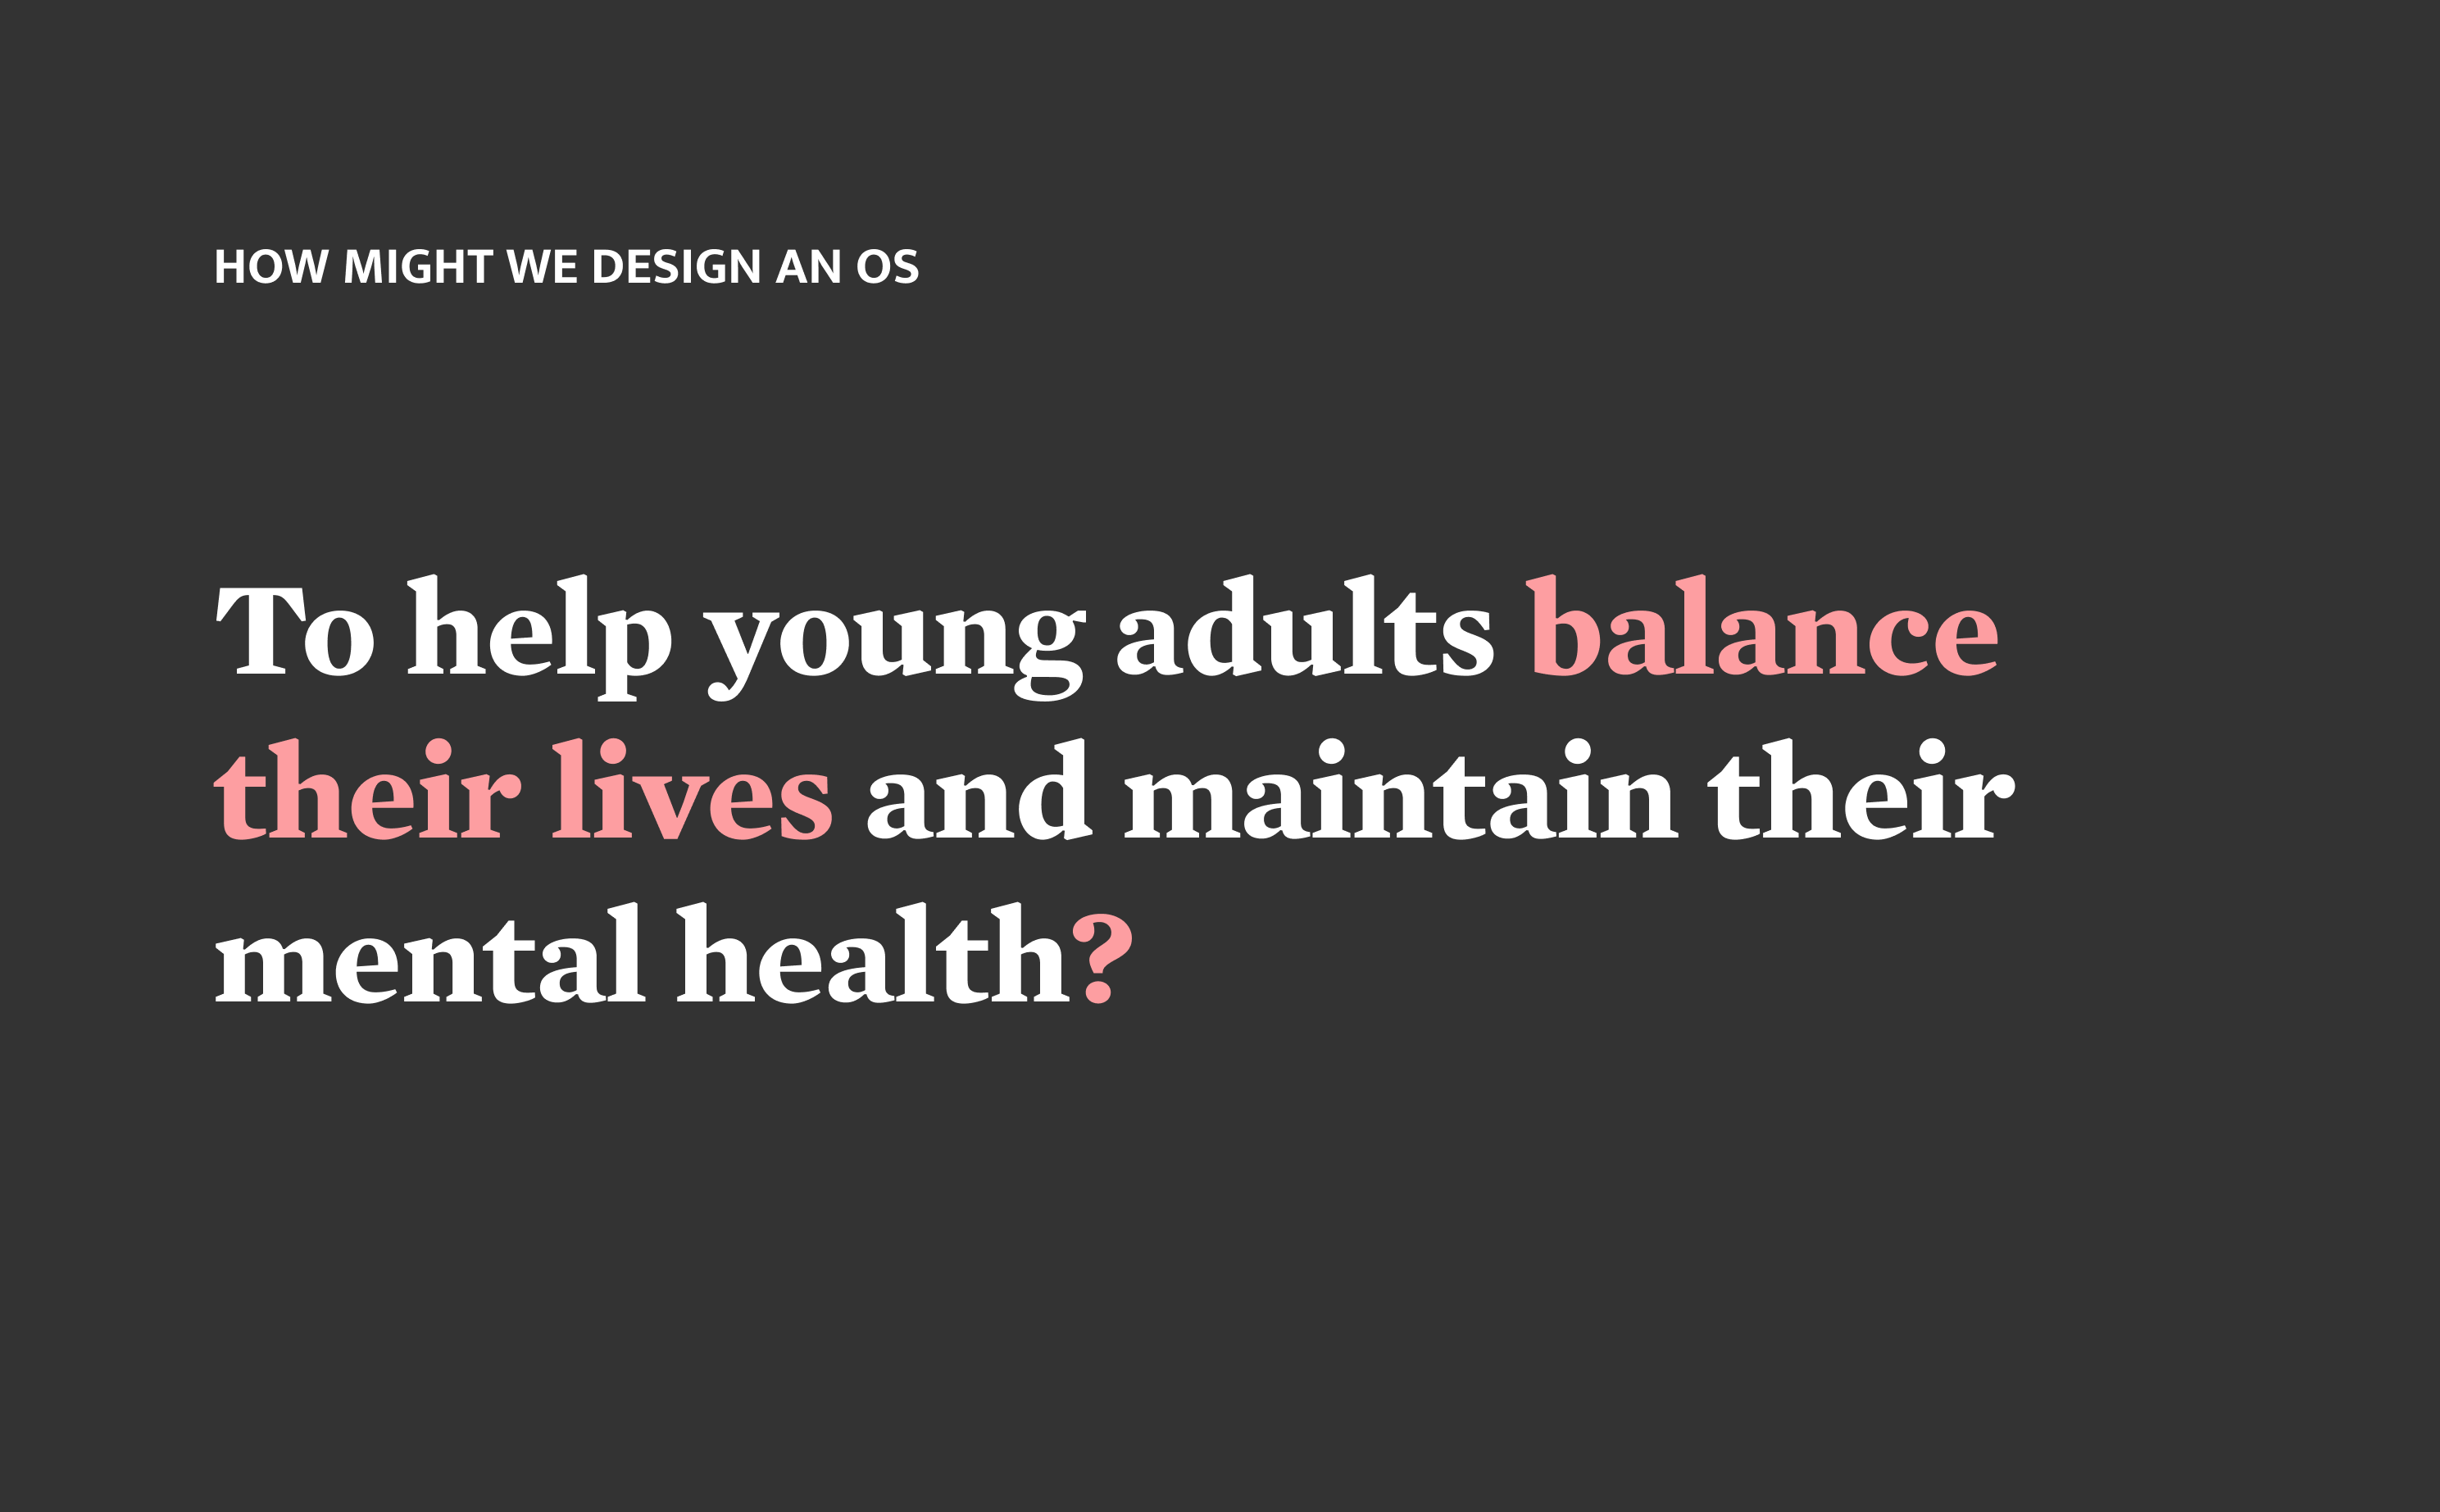 HOW MIGHT WE DESIGN AN OS
To help young adults balance
their lives and maintain their
mental health?